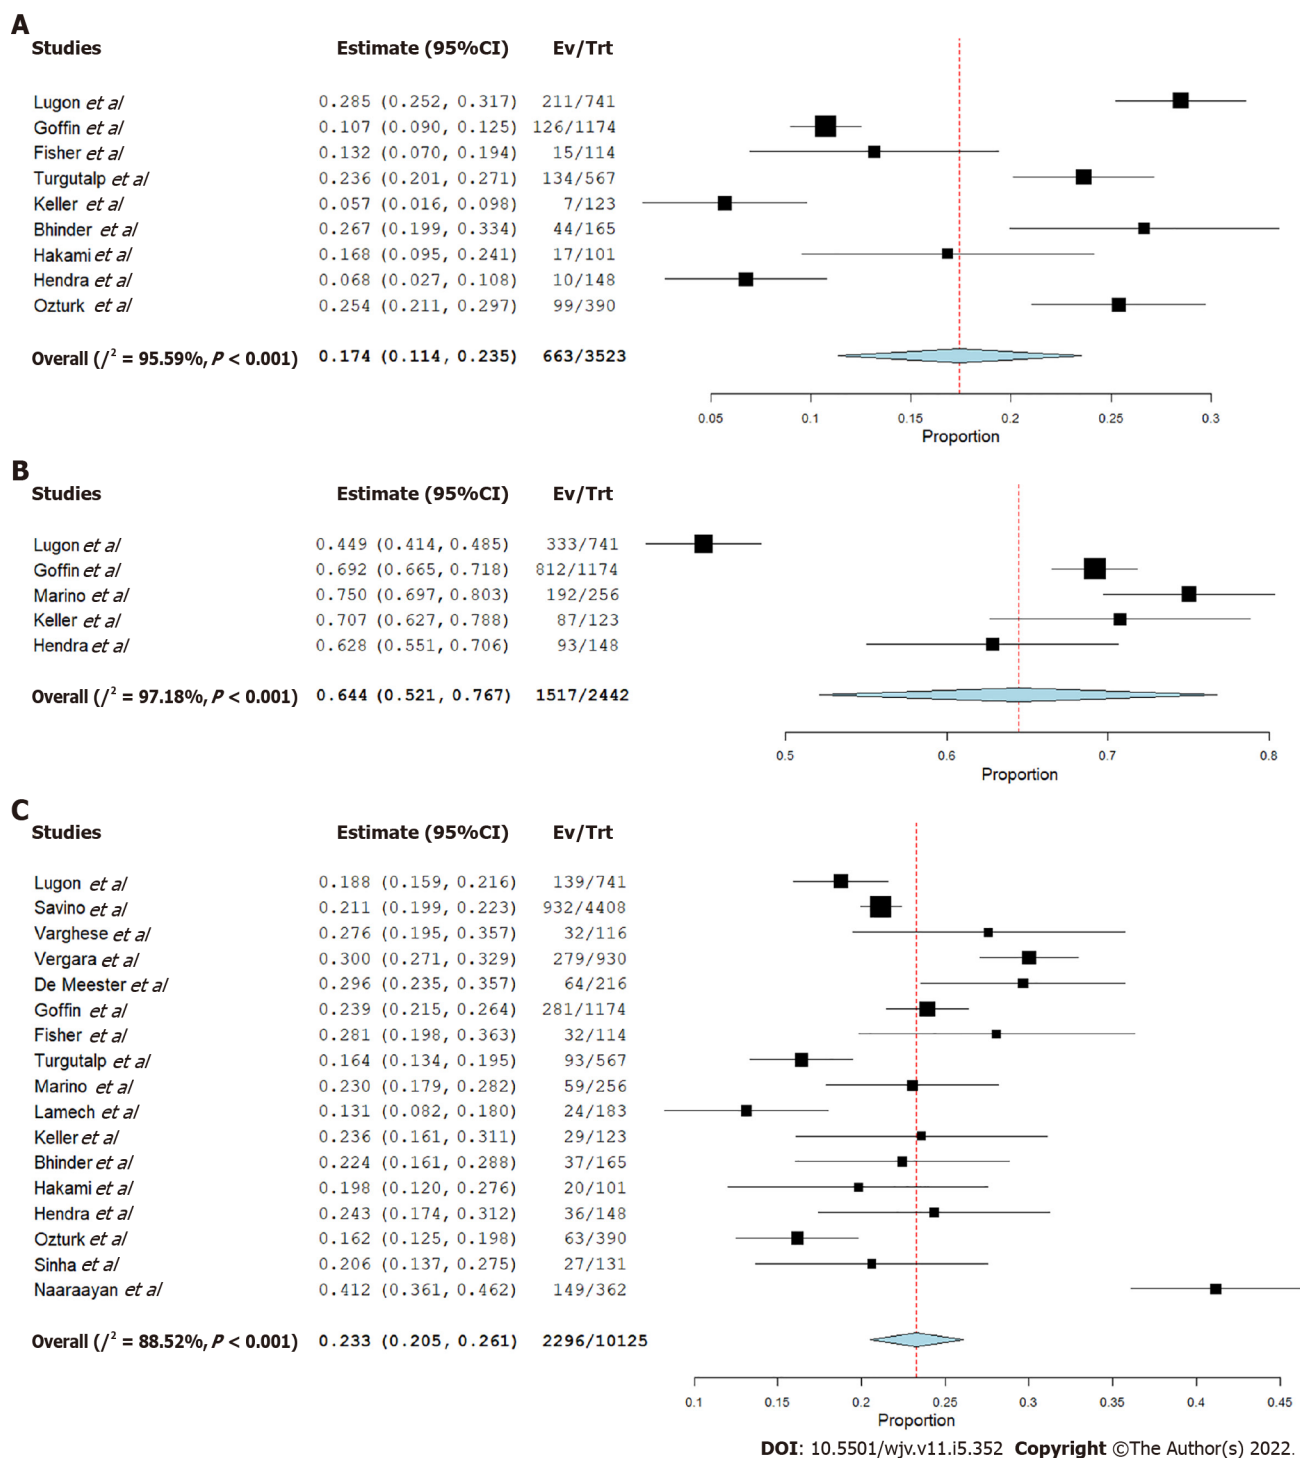 A
Studies Estimate (95%CI) Ev/Trt
Lugon et al 0.285 (0.252, 0.317) 211/741
Goffin et al 0.107 (0.090, 0.125) 126/1174
Fisher et al 0.132 (0.070, 0.194) 15/114
Turgutalp et al 0.236 (0.201, 0.271) 134/567
Keller et al 0.057 (0.016, 0.098) 7/123
Bhinder et al 0.267 (0.199, 0.334) 44/165
Hakami et al 0.168 (0.095, 0.241) 17/101
Hendra et al 0.068 (0.027, 0.108) 10/148
Ozturk et al 0.254 (0.211, 0.297) 99/390
Overall (I² = 95.59%, P < 0.001) 0.174 (0.114, 0.235) 663/3523
0.05 0.1 0.15 0.2 0.25 0.3
Proportion
B
Studies Estimate (95%CI) Ev/Trt
Lugon et al 0.449 (0.414, 0.485) 333/741
Goffin et al 0.692 (0.665, 0.718) 812/1174
Marino et al 0.750 (0.697, 0.803) 192/256
Keller et al 0.707 (0.627, 0.788) 87/123
Hendra et al 0.628 (0.551, 0.706) 93/148
Overall (I² = 97.18%, P < 0.001) 0.644 (0.521, 0.767) 1517/2442
0.5 0.6 0.7 0.8
Proportion
C
Studies Estimate (95%CI) Ev/Trt
Lugon et al 0.188 (0.159, 0.216) 139/741
Savino et al 0.211 (0.199, 0.223) 932/4408
Varghese et al 0.276 (0.195, 0.357) 32/116
Vergara et al 0.300 (0.271, 0.329) 279/930
De Meester et al 0.296 (0.235, 0.357) 64/216
Goffin et al 0.239 (0.215, 0.264) 281/1174
Fisher et al 0.281 (0.198, 0.363) 32/114
Turgutalp et al 0.164 (0.134, 0.195) 93/567
Marino et al 0.230 (0.179, 0.282) 59/256
Lamech et al 0.131 (0.082, 0.180) 24/183
Keller et al 0.236 (0.161, 0.311) 29/123
Bhinder et al 0.224 (0.161, 0.288) 37/165
Hakami et al 0.198 (0.120, 0.276) 20/101
Hendra et al 0.243 (0.174, 0.312) 36/148
Ozturk et al 0.162 (0.125, 0.198) 63/390
Sinha et al 0.206 (0.137, 0.275) 27/131
Naaraayan et al 0.412 (0.361, 0.462) 149/362
Overall (I² = 88.52%, P < 0.001) 0.233 (0.205, 0.261) 2296/10125
0.1 0.15 0.2 0.25 0.3 0.35 0.4 0.45
Proportion
DOI: 10.5501/wjv.v11.i5.352 Copyright ©The Author(s) 2022.